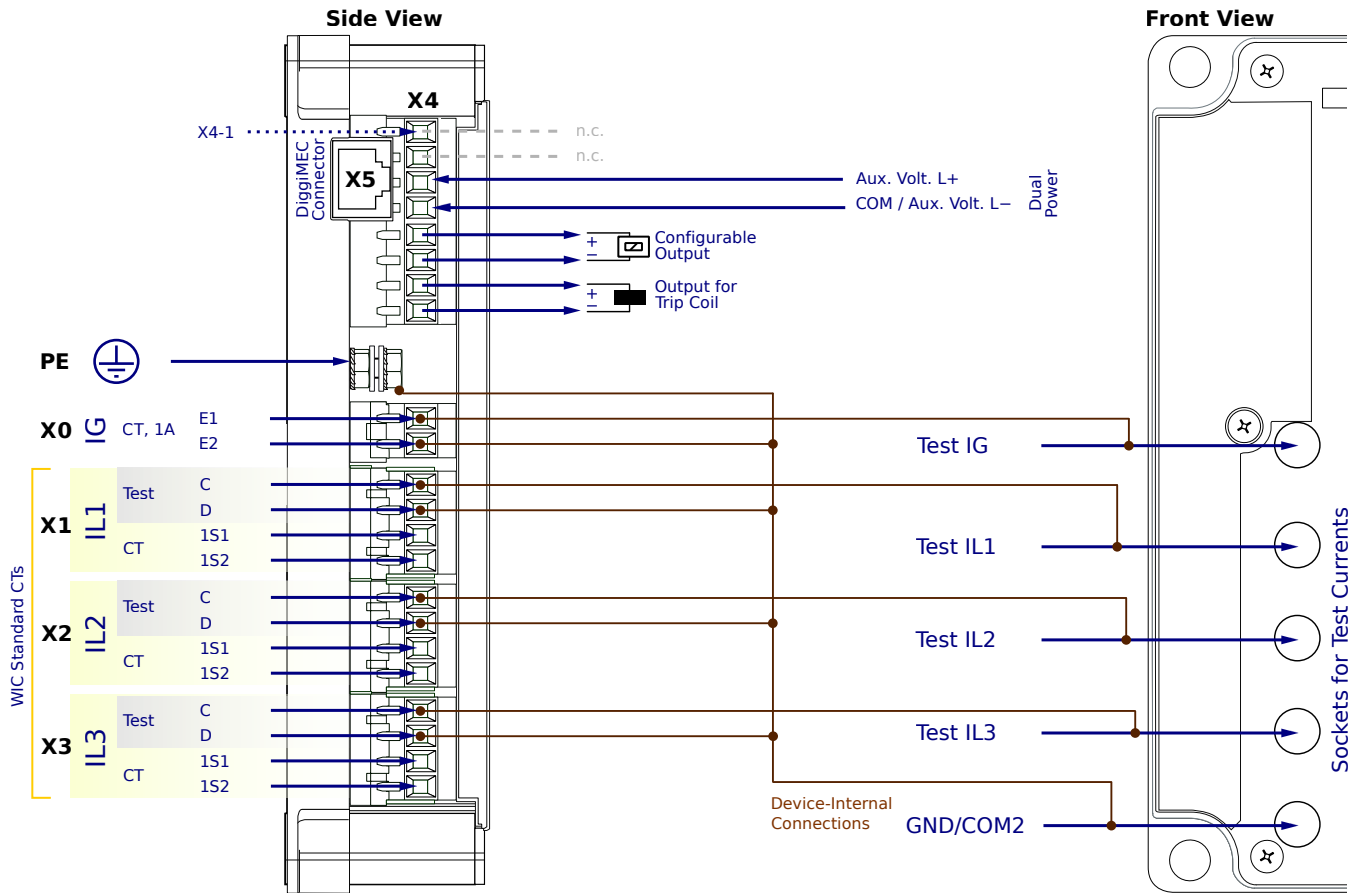 Side View
Front View
X4
X4-1
n.c.
n.c.
DiggiMEC
Connector
X5
Aux. Volt. L+
COM / Aux. Volt. L−
Dual
Power
+
−
Configurable
Output
+
−
Output for
Trip Coil
PE
X0
IG
CT, 1A
E1
E2
Test IG
WIC Standard CTs
X1
IL1
Test
C
D
CT
1S1
1S2
Test IL1
X2
IL2
Test
C
D
CT
1S1
1S2
Test IL2
X3
IL3
Test
C
D
CT
1S1
1S2
Test IL3
Device-Internal
Connections
GND/COM2
Sockets for Test Currents